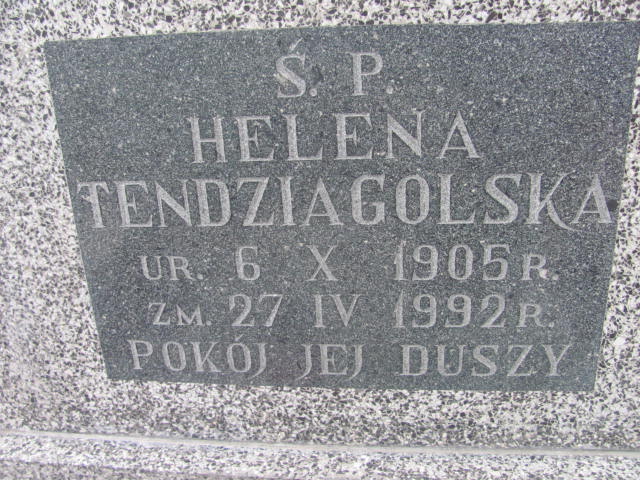 Ś. P.
HELENA
TENDZIAGOLSKA
UR. 6 X 1905 R.
ZM. 27 IV 1992 R.
POKÓJ JEJ DUSZY